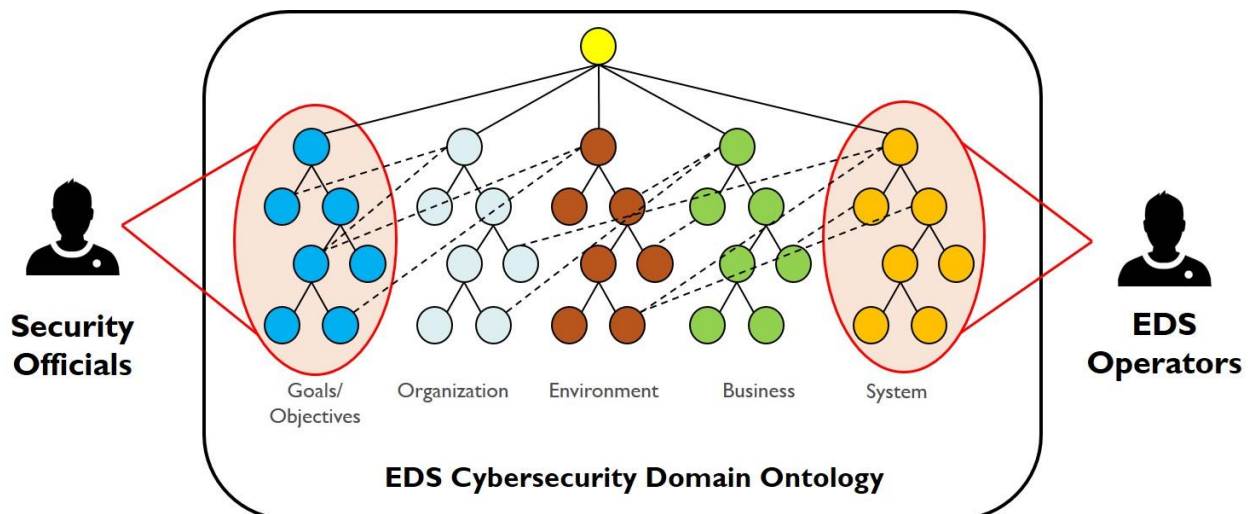 Security
Officials
Goals/
Objectives
Organization
Environment
Business
System
EDS
Operators
EDS Cybersecurity Domain Ontology